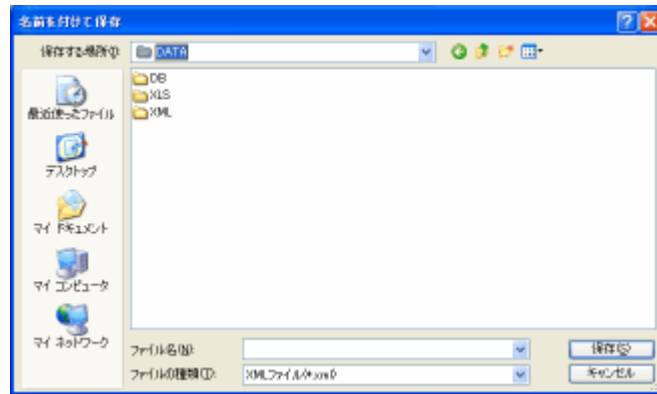 名前を付けて保存
保存する場所(I):
DATA
DB
XLS
XML
最近使ったファイル
デスクトップ
マイ ドキュメント
マイ コンピュータ
マイ ネットワーク
ファイル名(N):
保存(S)
ファイルの種類(T):
XMLファイル(*.xml)
キャンセル